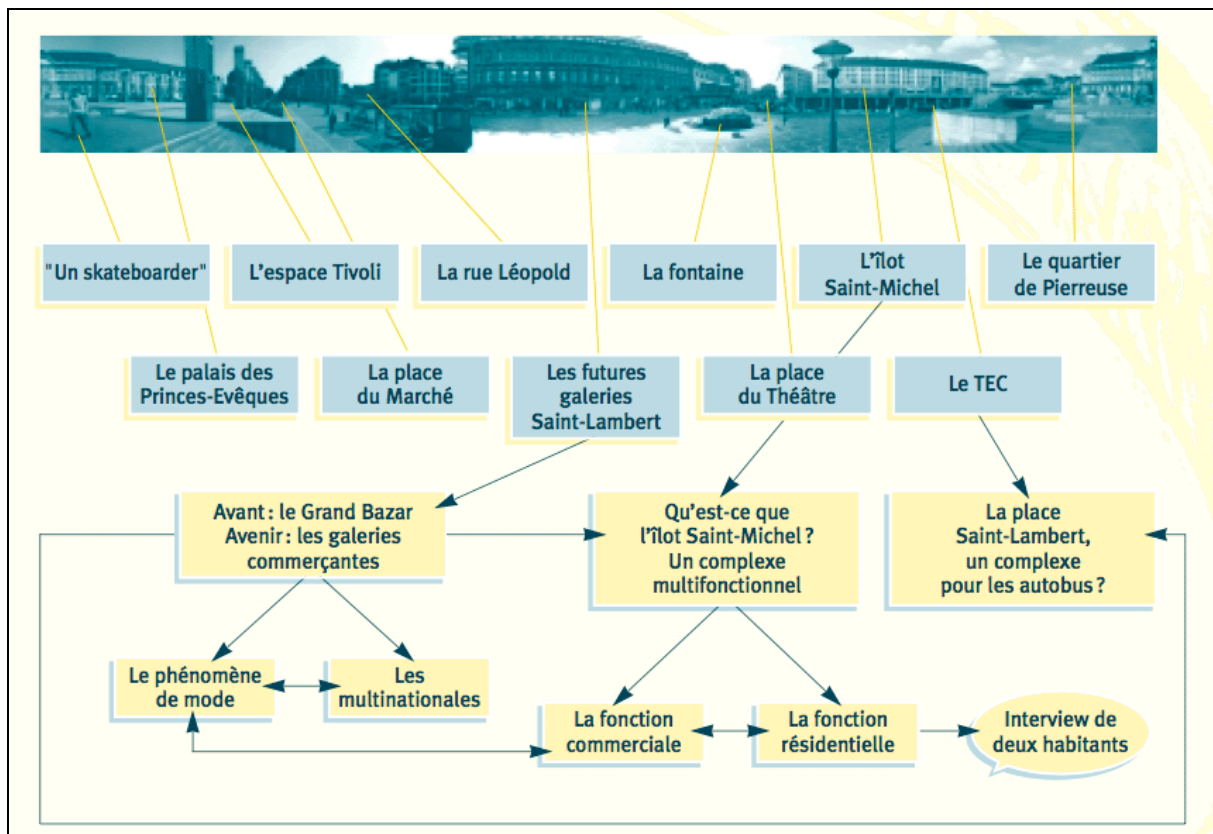 "Un skateboarder"
L'espace Tivoli
La rue Léopold
La fontaine
L'îlot
Saint-Michel
Le quartier
de Pierreuse
Le palais des
Princes-Evêques
La place
du Marché
Les futures
galeries
Saint-Lambert
La place
du Théâtre
Le TEC
Avant : le Grand Bazar
Avenir : les galeries
commerçantes
Qu'est-ce que
l'îlot Saint-Michel ?
Un complexe
multifonctionnel
La place
Saint-Lambert,
un complexe
pour les autobus ?
Le phénomène
de mode
Les
multinationales
La fonction
commerciale
La fonction
résidentielle
Interview de
deux habitants